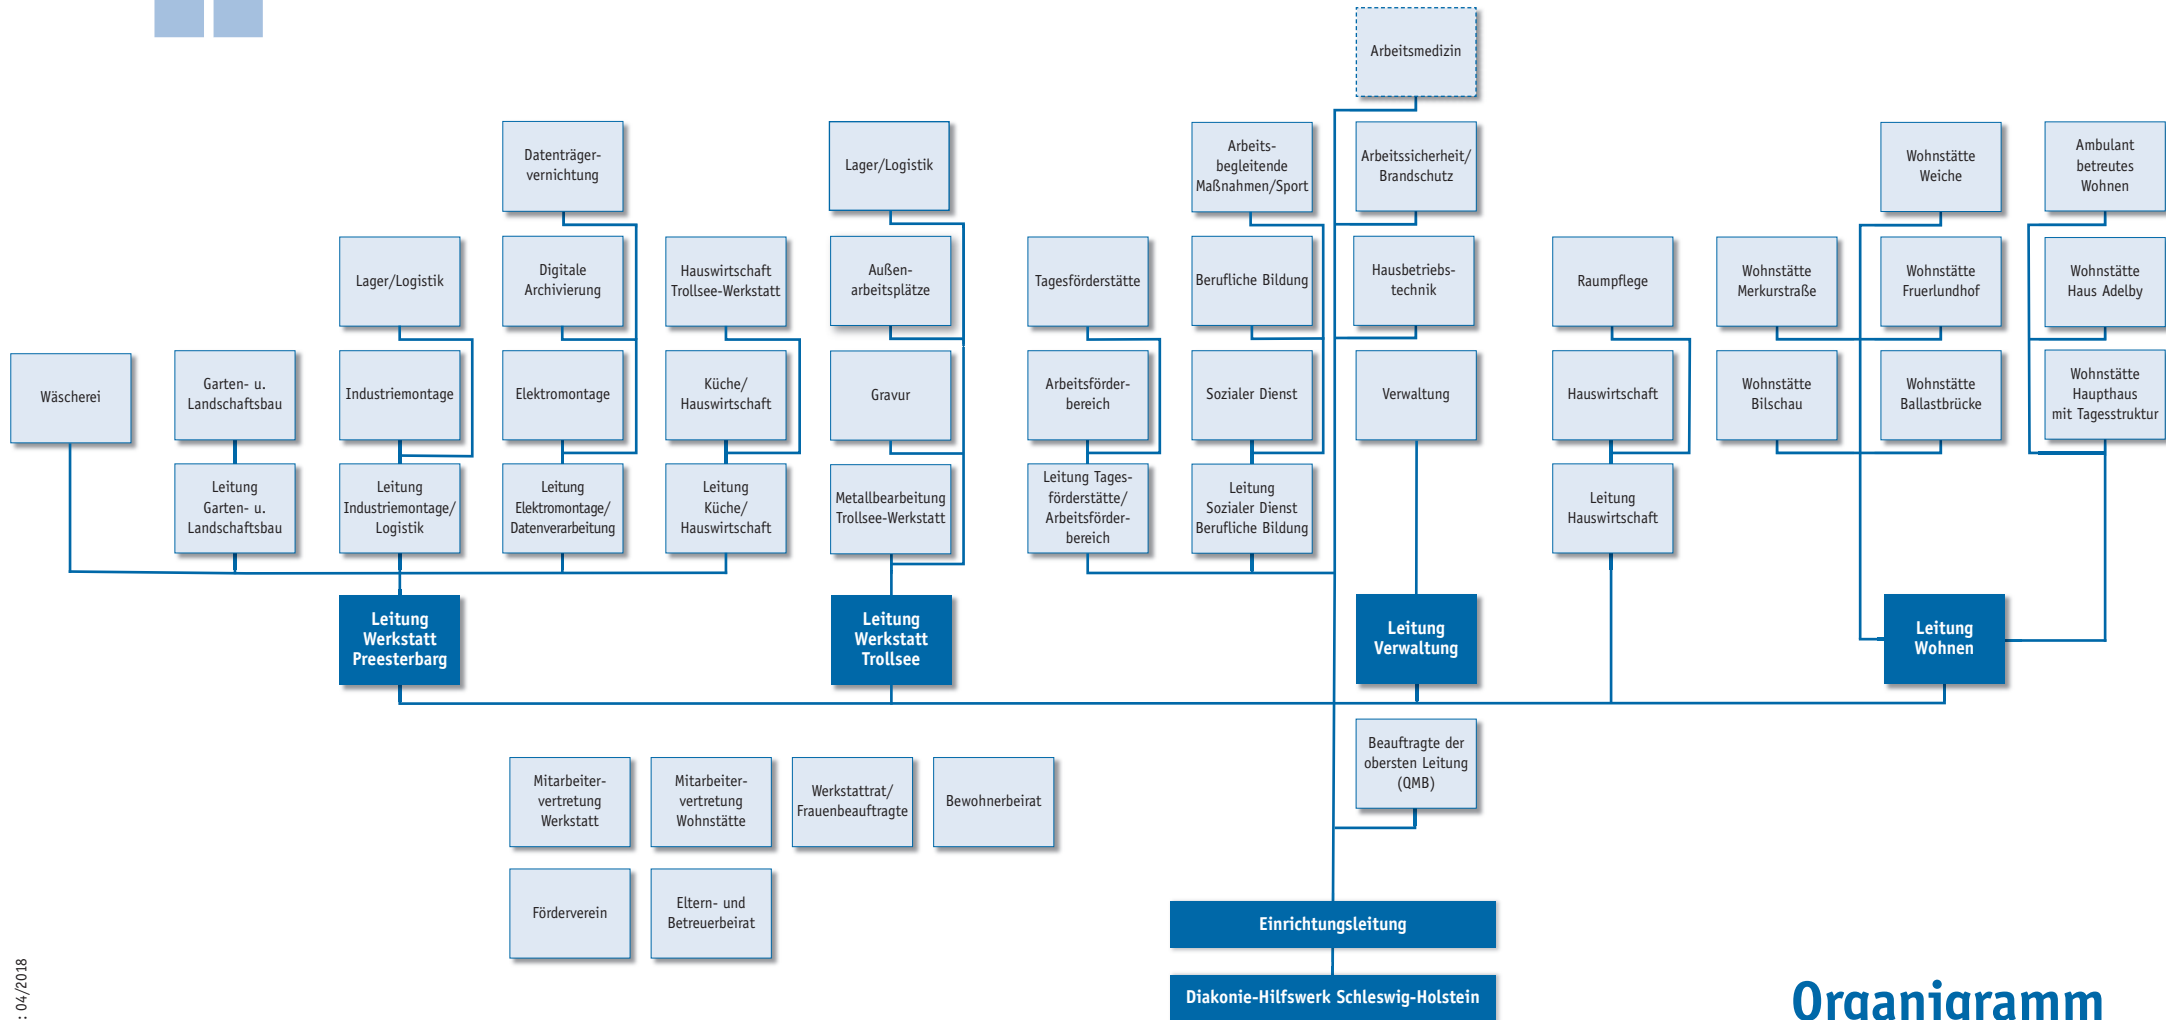 Arbeitsmedizin
Datenträger-
vernichtung
Lager/Logistik
Arbeits-
begleitende
Maßnahmen/Sport
Arbeitssicherheit/
Brandschutz
Wohnstätte
Weiche
Ambulant
betreutes
Wohnen
Lager/Logistik
Digitale
Archivierung
Hauswirtschaft
Trollsee-Werkstatt
Außen-
arbeitsplätze
Tagesförderstätte
Berufliche Bildung
Hausbetriebs-
technik
Raumpflege
Wohnstätte
Merkurstraße
Wohnstätte
Fruerlundhof
Wohnstätte
Haus Adelby
Wäscherei
Garten- u.
Landschaftsbau
Industriemontage
Elektromontage
Küche/
Hauswirtschaft
Gravur
Arbeitsförder-
bereich
Sozialer Dienst
Verwaltung
Hauswirtschaft
Wohnstätte
Bilschau
Wohnstätte
Ballastbrücke
Wohnstätte
Haupthaus
mit Tagesstruktur
Leitung
Garten- u.
Landschaftsbau
Leitung
Industriemontage/
Logistik
Leitung
Elektromontage/
Datenverarbeitung
Leitung
Küche/
Hauswirtschaft
Metallbearbeitung
Trollsee-Werkstatt
Leitung Tages-
förderstätte/
Arbeitsförder-
bereich
Leitung
Sozialer Dienst
Berufliche Bildung
Leitung
Hauswirtschaft
Leitung
Werkstatt
Preesterbarg
Leitung
Werkstatt
Trollsee
Leitung
Verwaltung
Leitung
Wohnen
Beauftragte der
obersten Leitung
(QMB)
Mitarbeiter-
vertretung
Werkstatt
Mitarbeiter-
vertretung
Wohnstätte
Werkstattrat/
Frauenbeauftragte
Bewohnerbeirat
Förderverein
Eltern- und
Betreuerbeirat
Einrichtungsleitung
Diakonie-Hilfswerk Schleswig-Holstein
: 04/2018
Organigramm